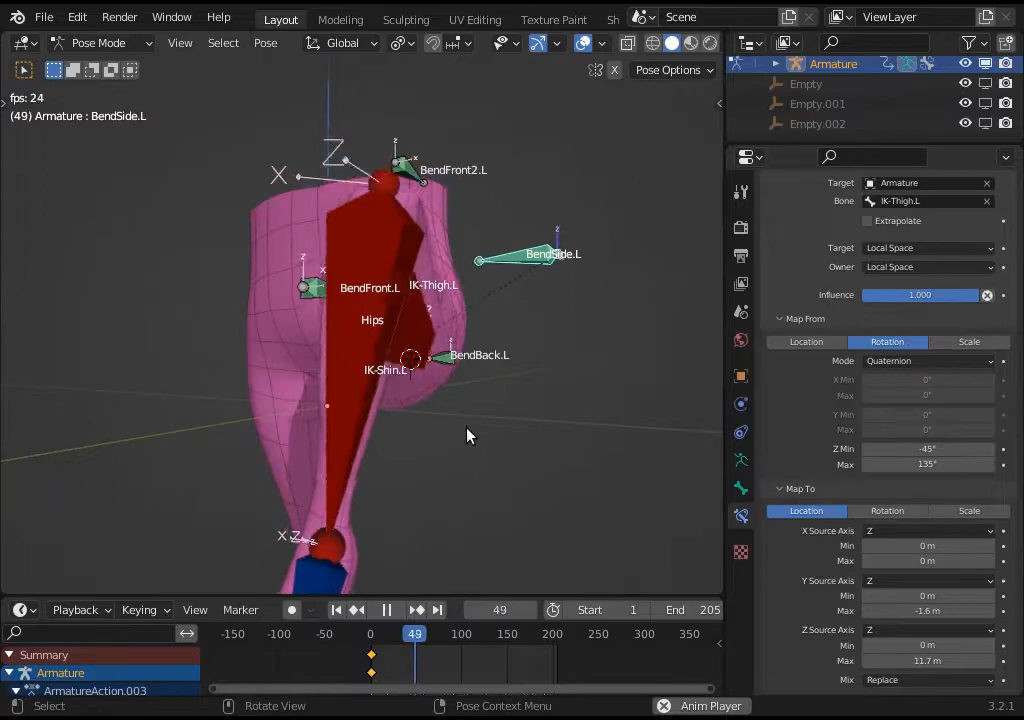 File Edit Render Window Help Layout Modeling Sculpting UV Editing Texture Paint Sh Scene ViewLayer
Pose Mode View Select Pose Global
X Pose Options
fps: 24
(49) Armature : BendSide.L
Armature
Empty
Empty.001
Empty.002
Z
X
z
x
BendFront2.L
z
BendSide.L
z
x
BendFront.L
IK-Thigh.L
Hips
z
BendBack.L
IK-Shin.L
X Z
Target Armature
Bone IK-Thigh.L
Extrapolate
Target Local Space
Owner Local Space
Influence 1.000
Map From
Location Rotation Scale
Mode Quaternion
X Min 0°
Max 0°
Y Min 0°
Max -0°
Z Min -45°
Max 135°
Map To
Location Rotation Scale
X Source Axis Z
Min 0 m
Max 0 m
Y Source Axis Z
Min 0 m
Max -1.6 m
Z Source Axis Z
Min 0 m
Max 11.7 m
Mix Replace
Playback Keying View Marker 49 Start 1 End 205
-150 -100 -50 0 49 100 150 200 250 300 350
Summary
Armature
ArmatureAction.003
Select Rotate View Pose Context Menu Anim Player 3.2.1